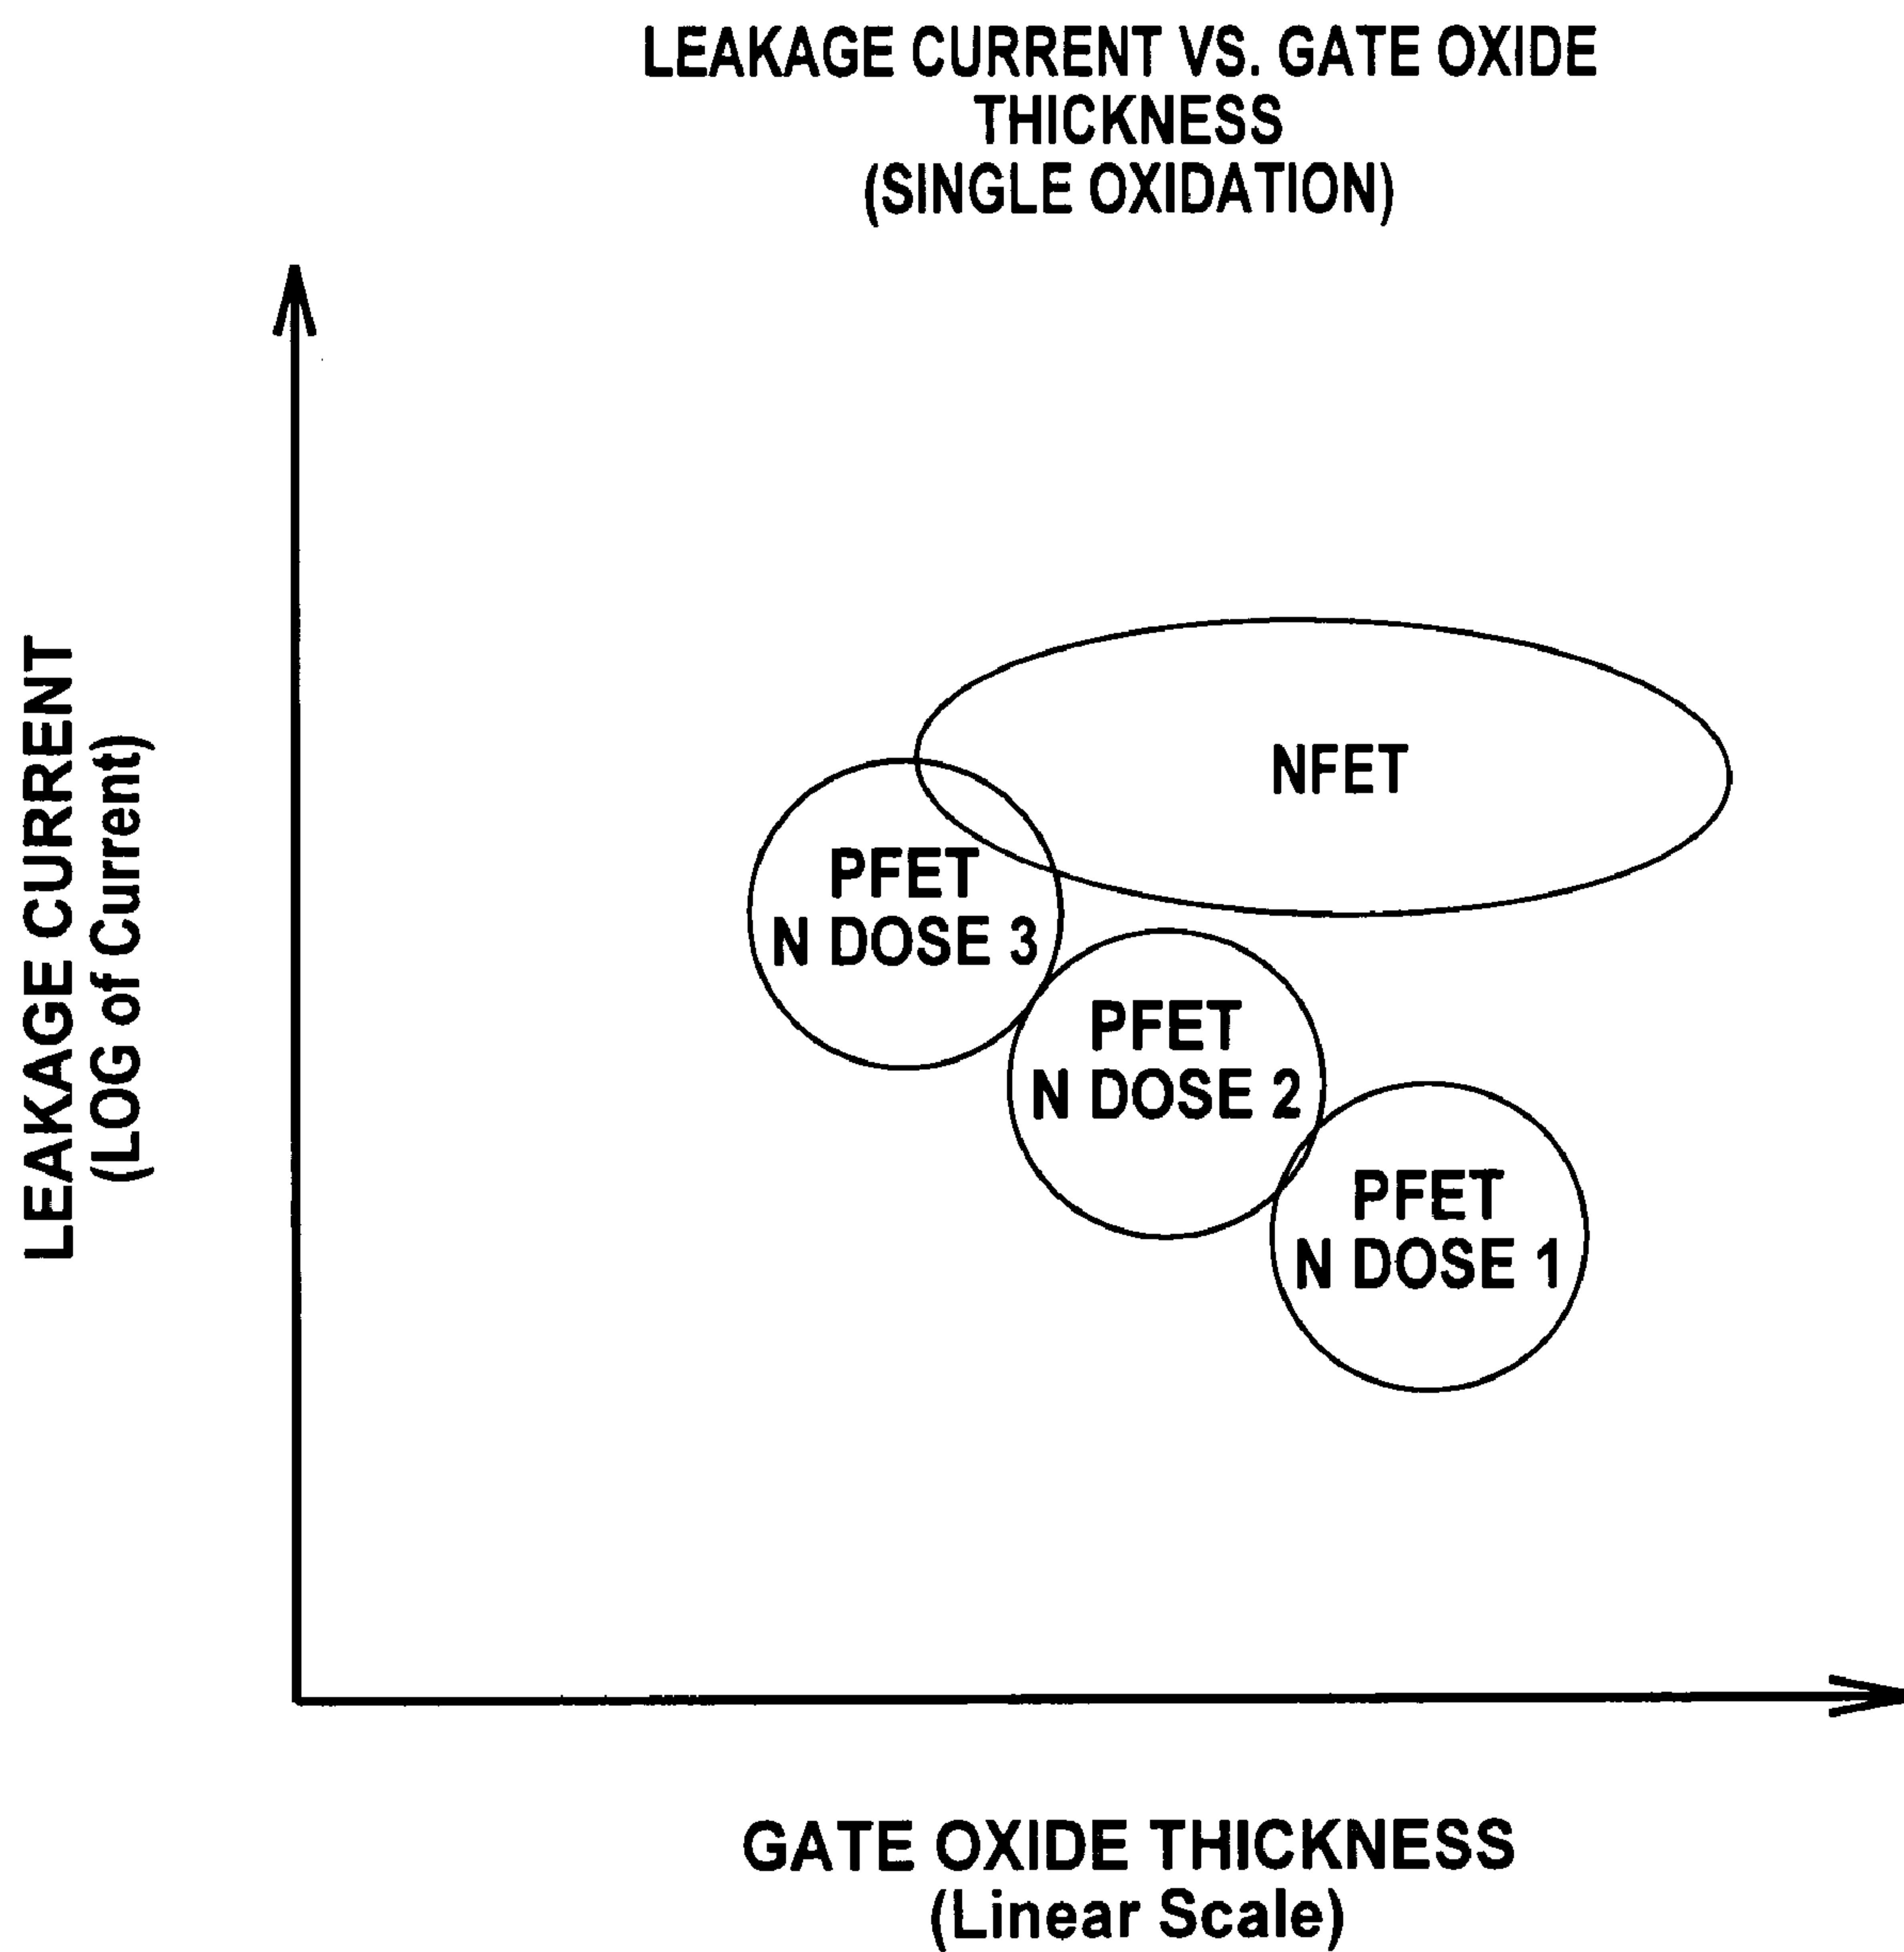 LEAKAGE CURRENT VS. GATE OXIDE
THICKNESS
(SINGLE OXIDATION)
LEAKAGE CURRENT
(LOG of Current)
NFET
PFET
N DOSE 3
PFET
N DOSE 2
PFET
N DOSE 1
GATE OXIDE THICKNESS
(Linear Scale)